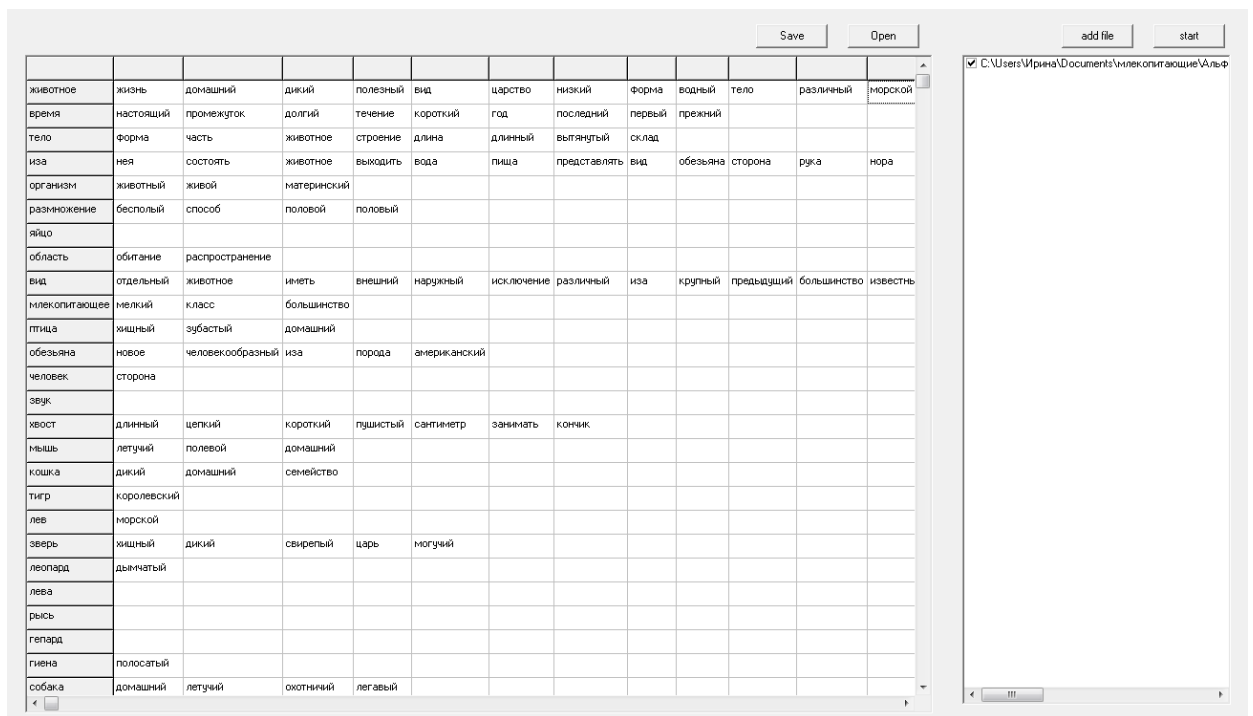 Save Open add file start
C:\Users\Ирина\Documents\млекопитающие\Альф
животное жизнь домашний дикий полезный вид царство низкий форма водный тело различный морской
время настоящий промежуток долгий течение короткий год последний первый прежний
тело форма часть животное строение длина длинный вытянутый склад
иза нея состоять животное выходить вода пища представлять вид обезьяна сторона рука нора
организм животный живой материнский
размножение бесполый способ половой половый
яйцо
область обитание распространение
вид отдельный животное иметь внешний наружный исключение различный иза крупный предыдущий большинство известнь
млекопитающее мелкий класс большинство
птица хищный зубастый домашний
обезьяна новое человекообразный иза порода американский
человек сторона
звук
хвост длинный цепкий короткий пушистый сантиметр занимать кончик
мышь летучий полевой домашний
кошка дикий домашний семейство
тигр королевский
лев морской
зверь хищный дикий свирепый царь могучий
леопард дымчатый
лева
рысь
гепард
гиена полосатый
собака домашний летучий охотничий легавый